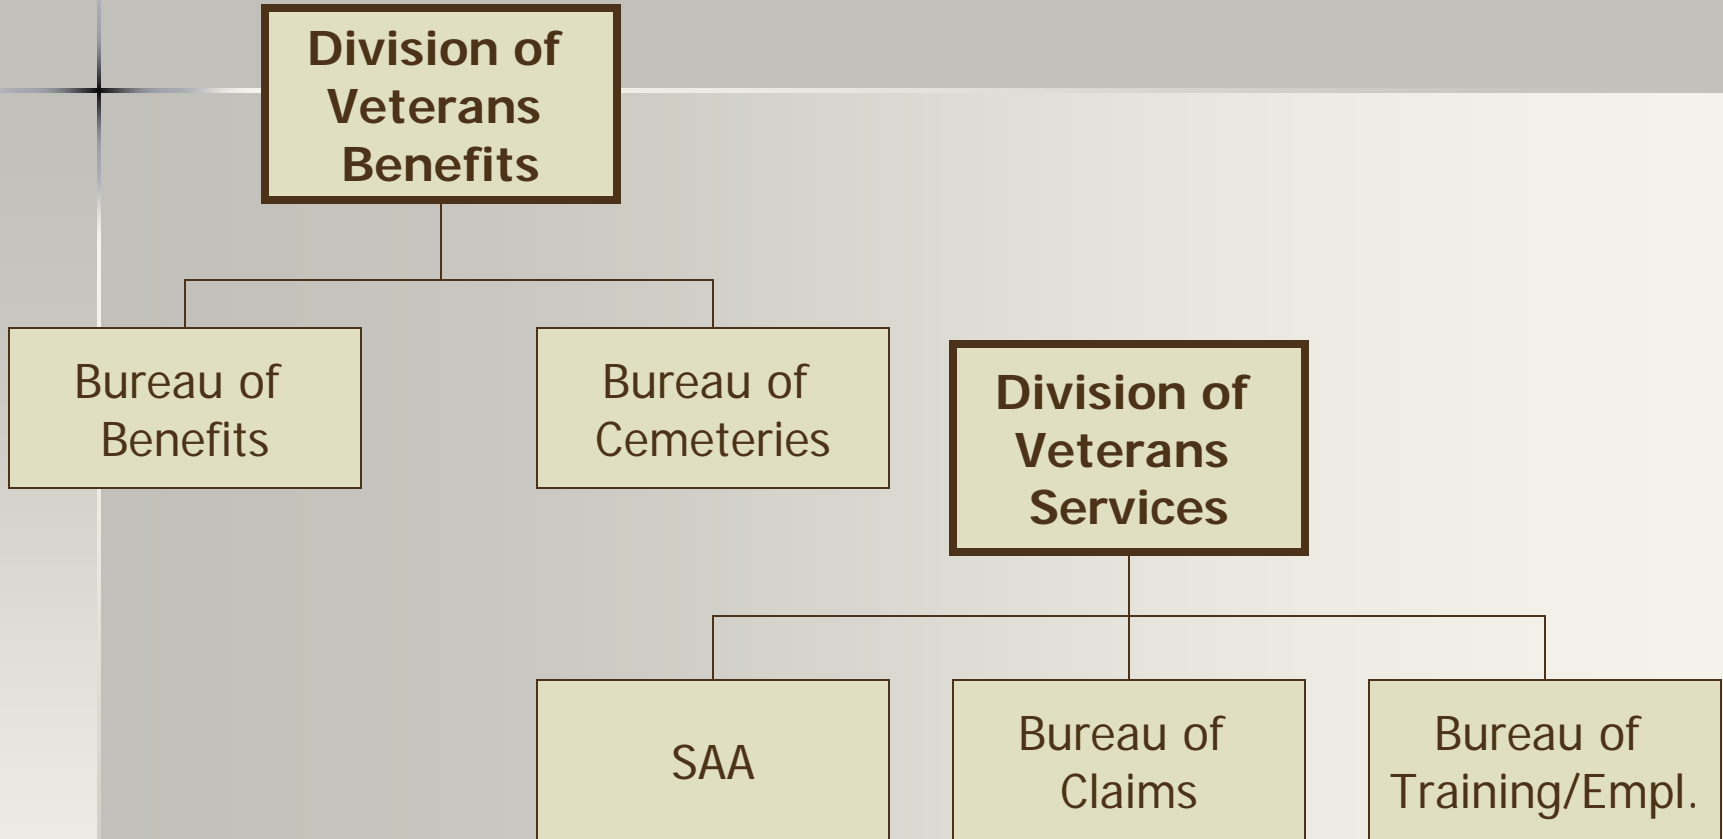 Division of
Veterans
Benefits
Bureau of
Benefits
Bureau of
Cemeteries
Division of
Veterans
Services
SAA
Bureau of
Claims
Bureau of
Training/Empl.